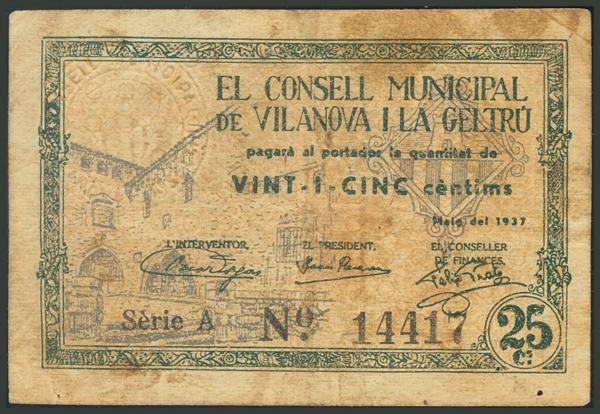 EL CONSELL MUNICIPAL
DE VILANOVA I LA GELTRÚ
pagarà al portador la quantitat de
VINT-I-CINC cèntims
Maig del 1937
L'INTERVENTOR,
EL PRESIDENT,
EL CONSELLER
DE FINANCES,
Sèrie A Nº 14417
25
Ct